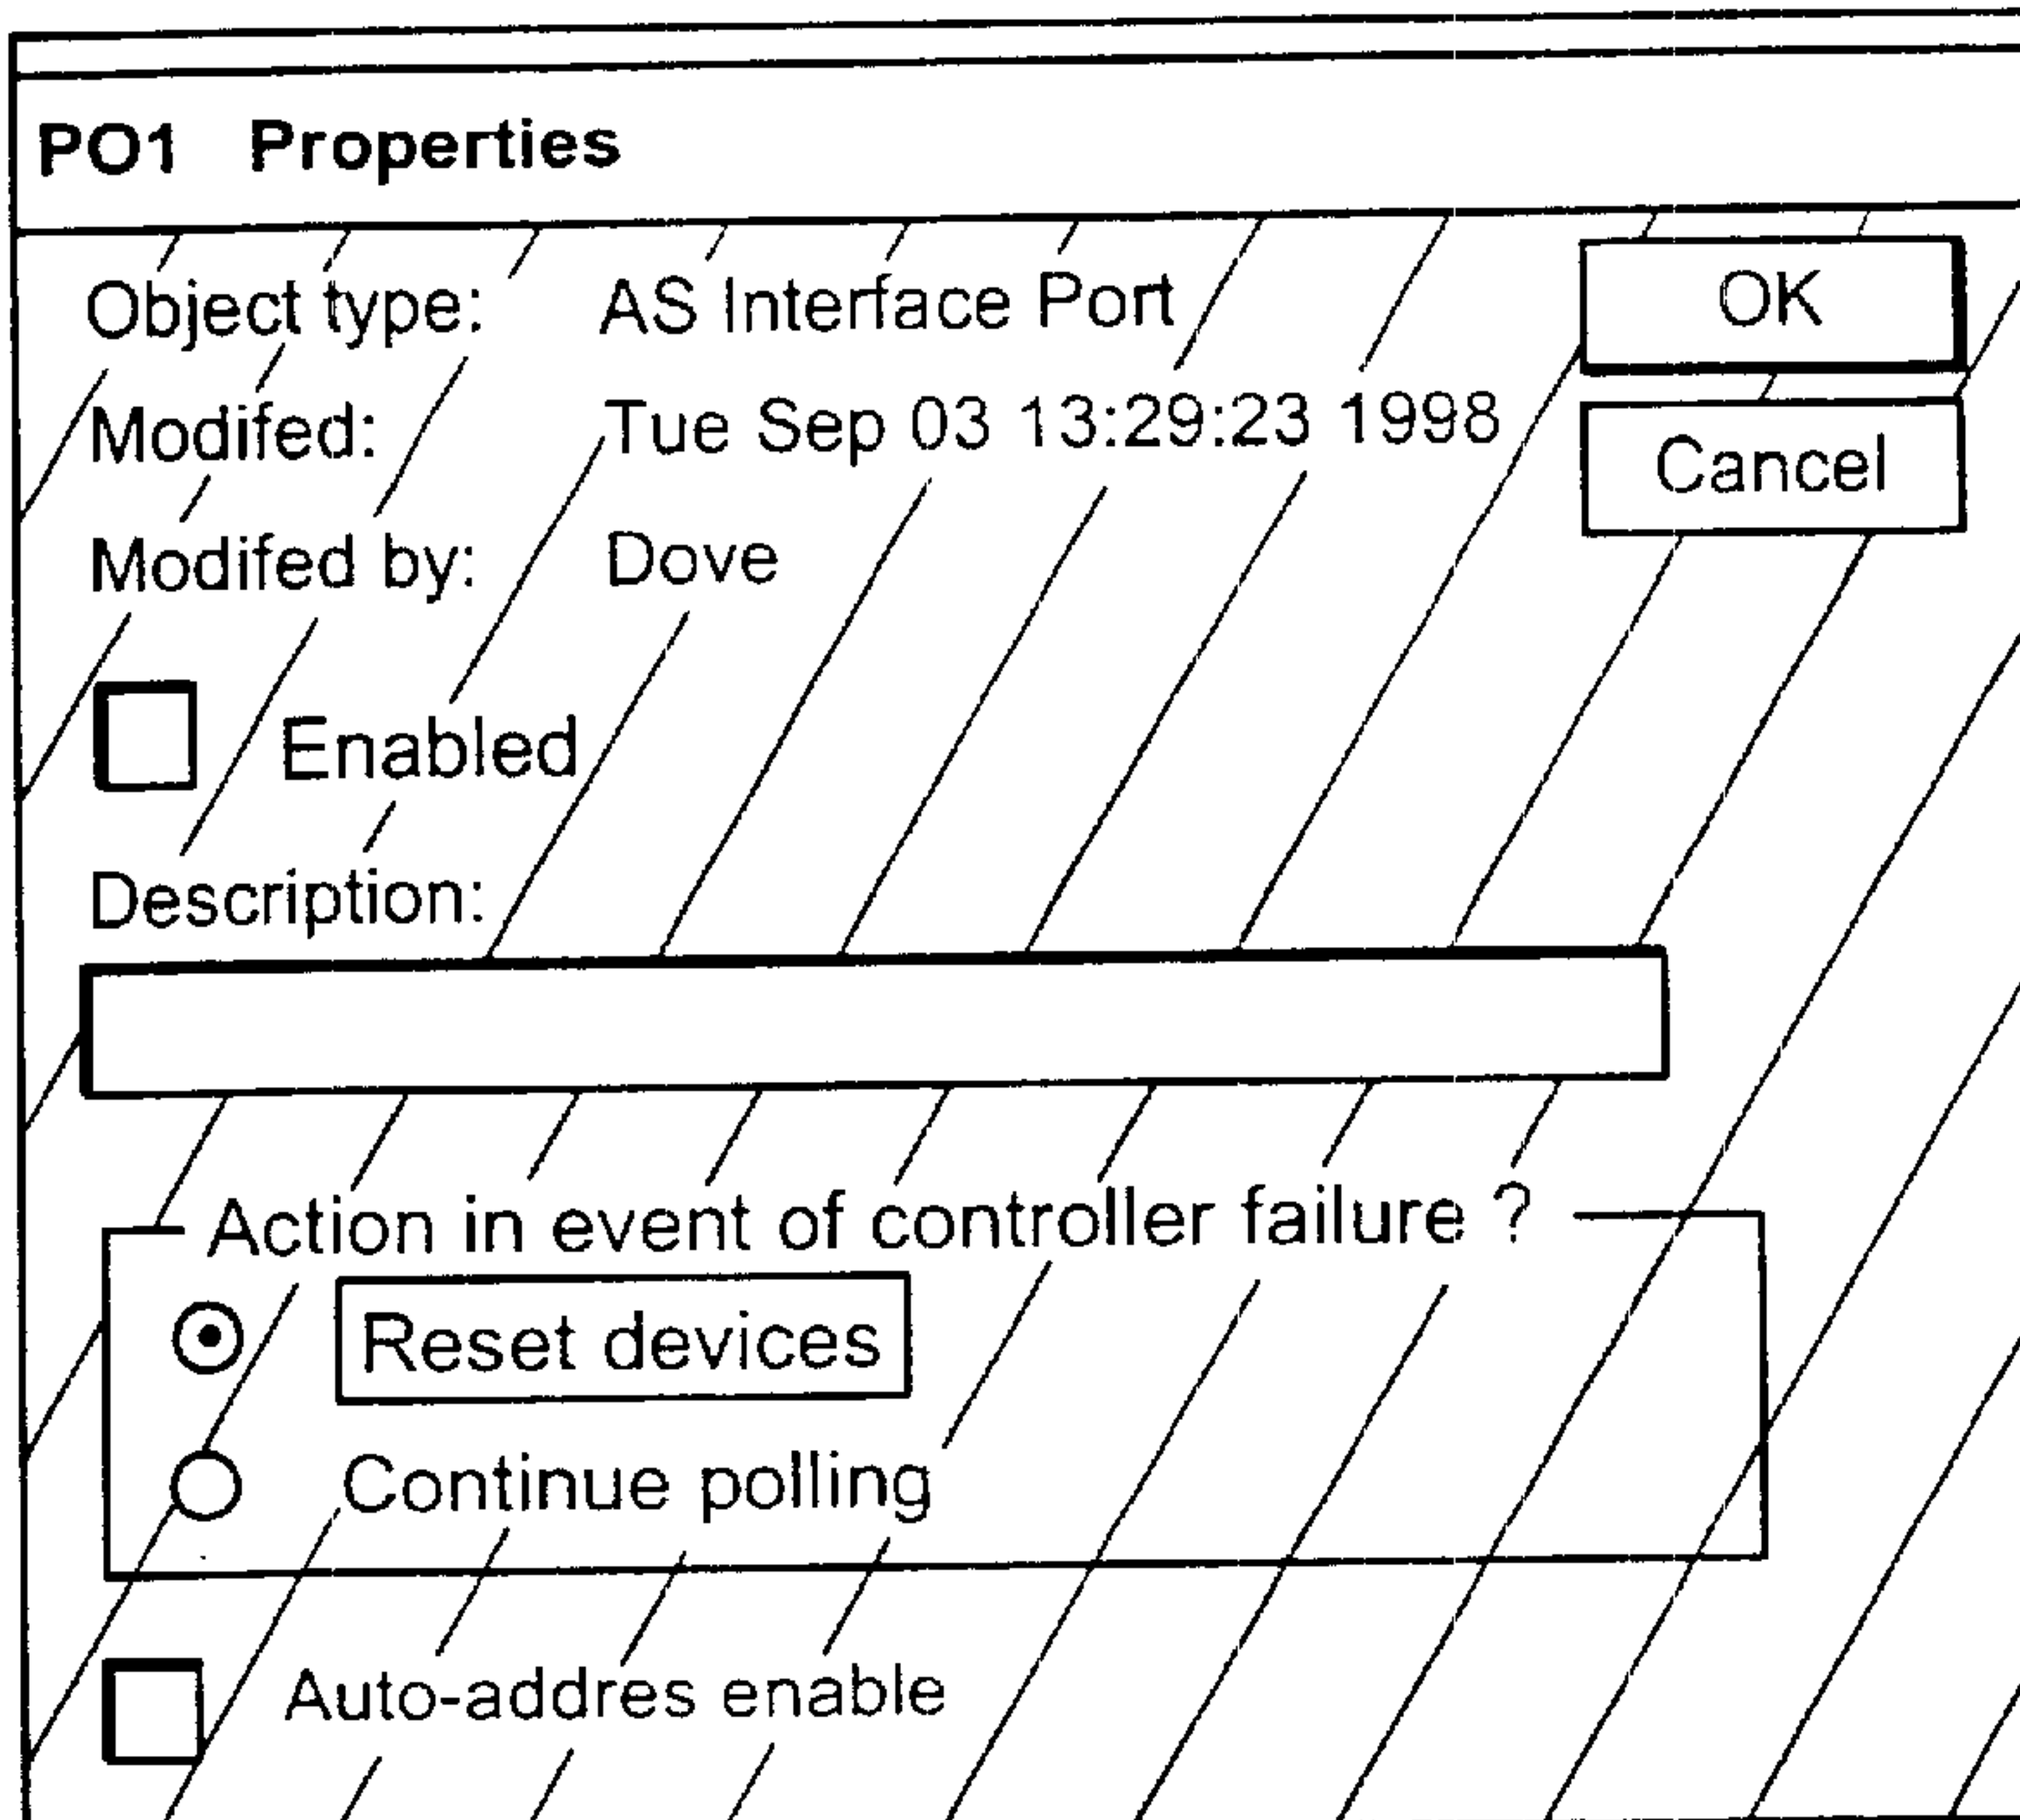 PO1 Properties
Object type: AS Interface Port
OK
Modifed: Tue Sep 03 13:29:23 1998
Cancel
Modifed by: Dove
Enabled
Description:
Action in event of controller failure ?
Reset devices
Continue polling
Auto-addres enable